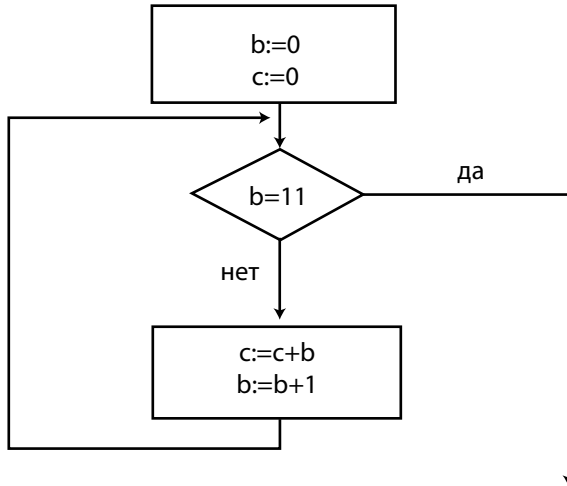 b:=0
c:=0
b=11
да
нет
c:=c+b
b:=b+1